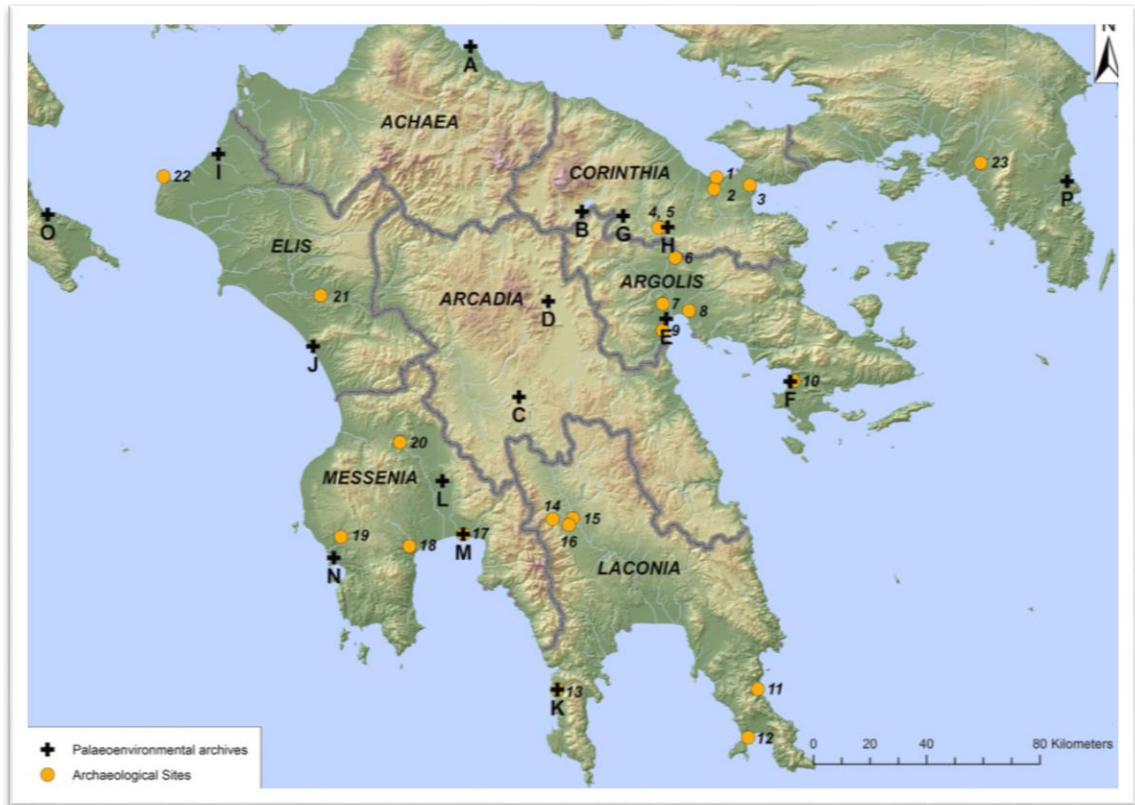 N
A
ACHAEA
I
22
O
CORINTHIA
1
2
3
23
P
B
G
4, 5
H
6
ELIS
21
J
ARCADIA
D
ARGOLIS
7
8
E
9
10
F
C
20
MESSENIA
L
14
15
16
17
M
19
18
N
LACONIA
13
K
11
12
Palaeoenvironmental archives
Archaeological Sites
0 20 40 80 Kilometers